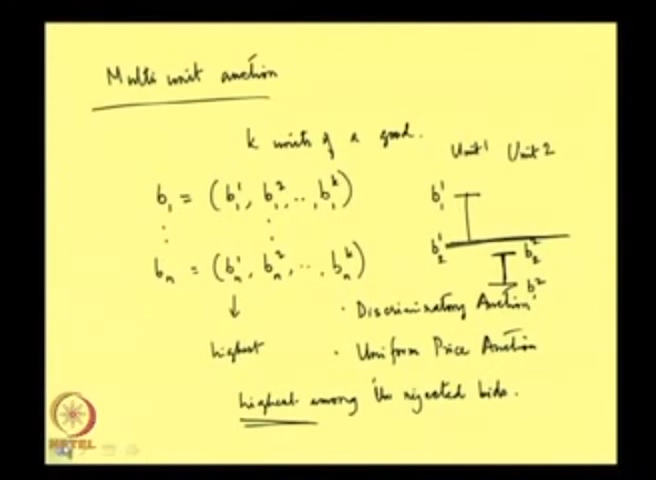 Multi unit auction
k units of a good.
Unit 1 Unit 2
b₁ = (b₁¹, b₁², .., b₁ᵏ)
b₁¹
: :
b₂¹
b₂²
bₙ = (bₙ¹, bₙ², .., bₙᵏ)
b²
· Discriminatory Auction
↓
highest
· Uniform Price Auction
highest among the rejected bids.
NPTEL